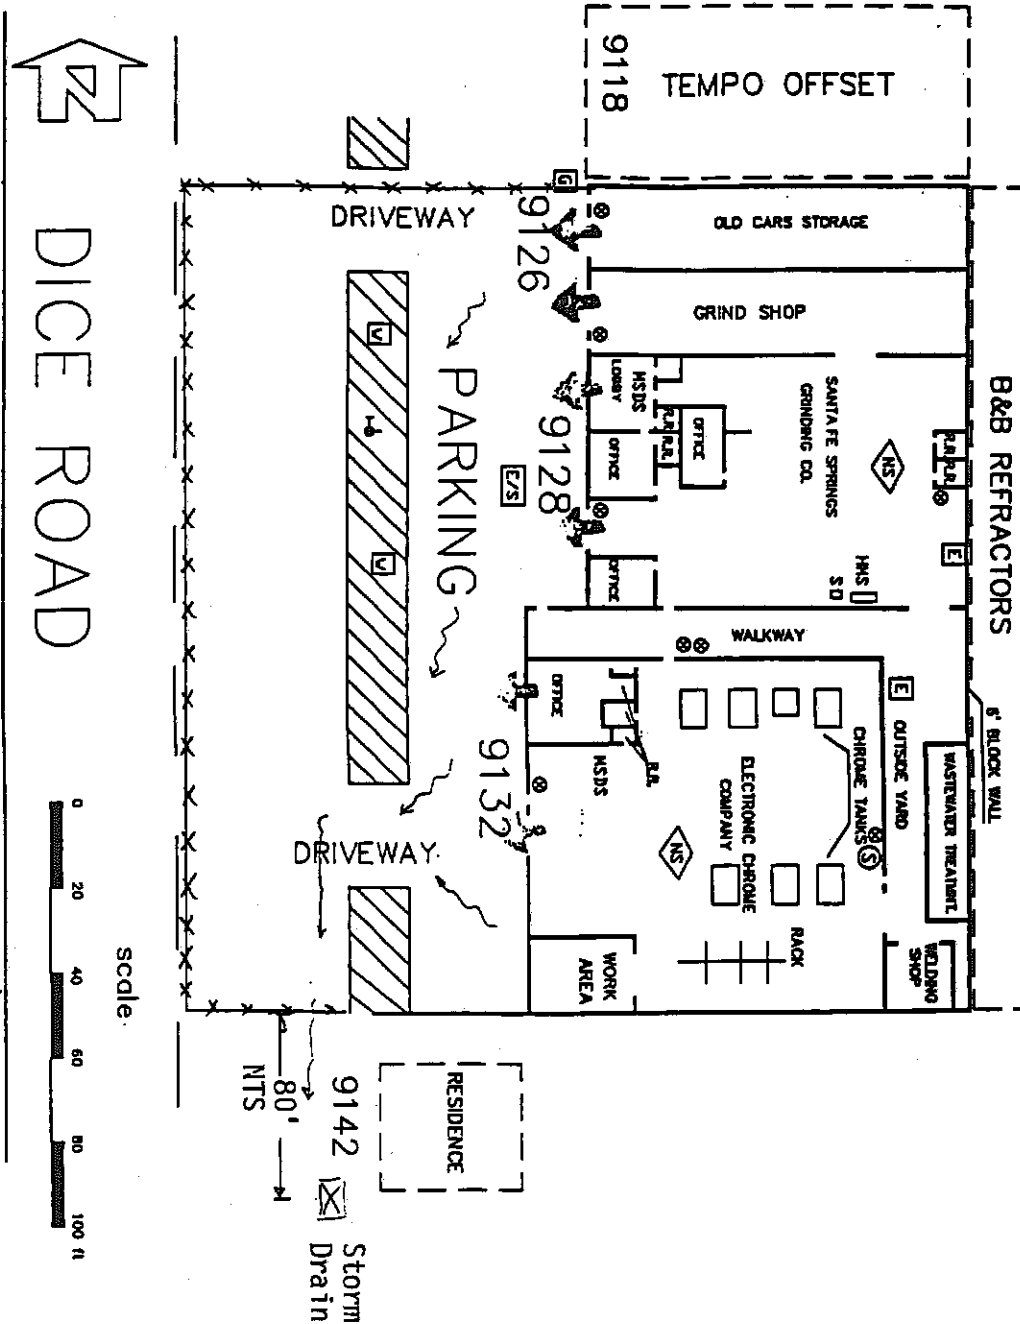 9118
TEMPO OFFSET
N
DRIVEWAY
G
9126
OLD CARS STORAGE
GRIND SHOP
B&B REFRACTORS
DICE ROAD
PARKING
V
V
LOBBY
MSDS
R.R.
R.R.
OFFICE
OFFICE
OFFICE
9128
E/S
SANTA FE SPRINGS
GRINDING CO.
NS
R.R.
R.R.
E
HMS
S
WALKWAY
OFFICE
MSDS
R.R.
9132
E
OUTSIDE YARD
6' BLOCK WALL
CHROME TANKS
S
WASTEWATER TREATMNT.
ELECTRONIC CHROME
COMPANY
NS
DRIVEWAY
WORK
AREA
RACK
WELDING
SHOP
scale
0
20
40
60
80
100 ft
80'
NTS
9142
RESIDENCE
Storm
Drain